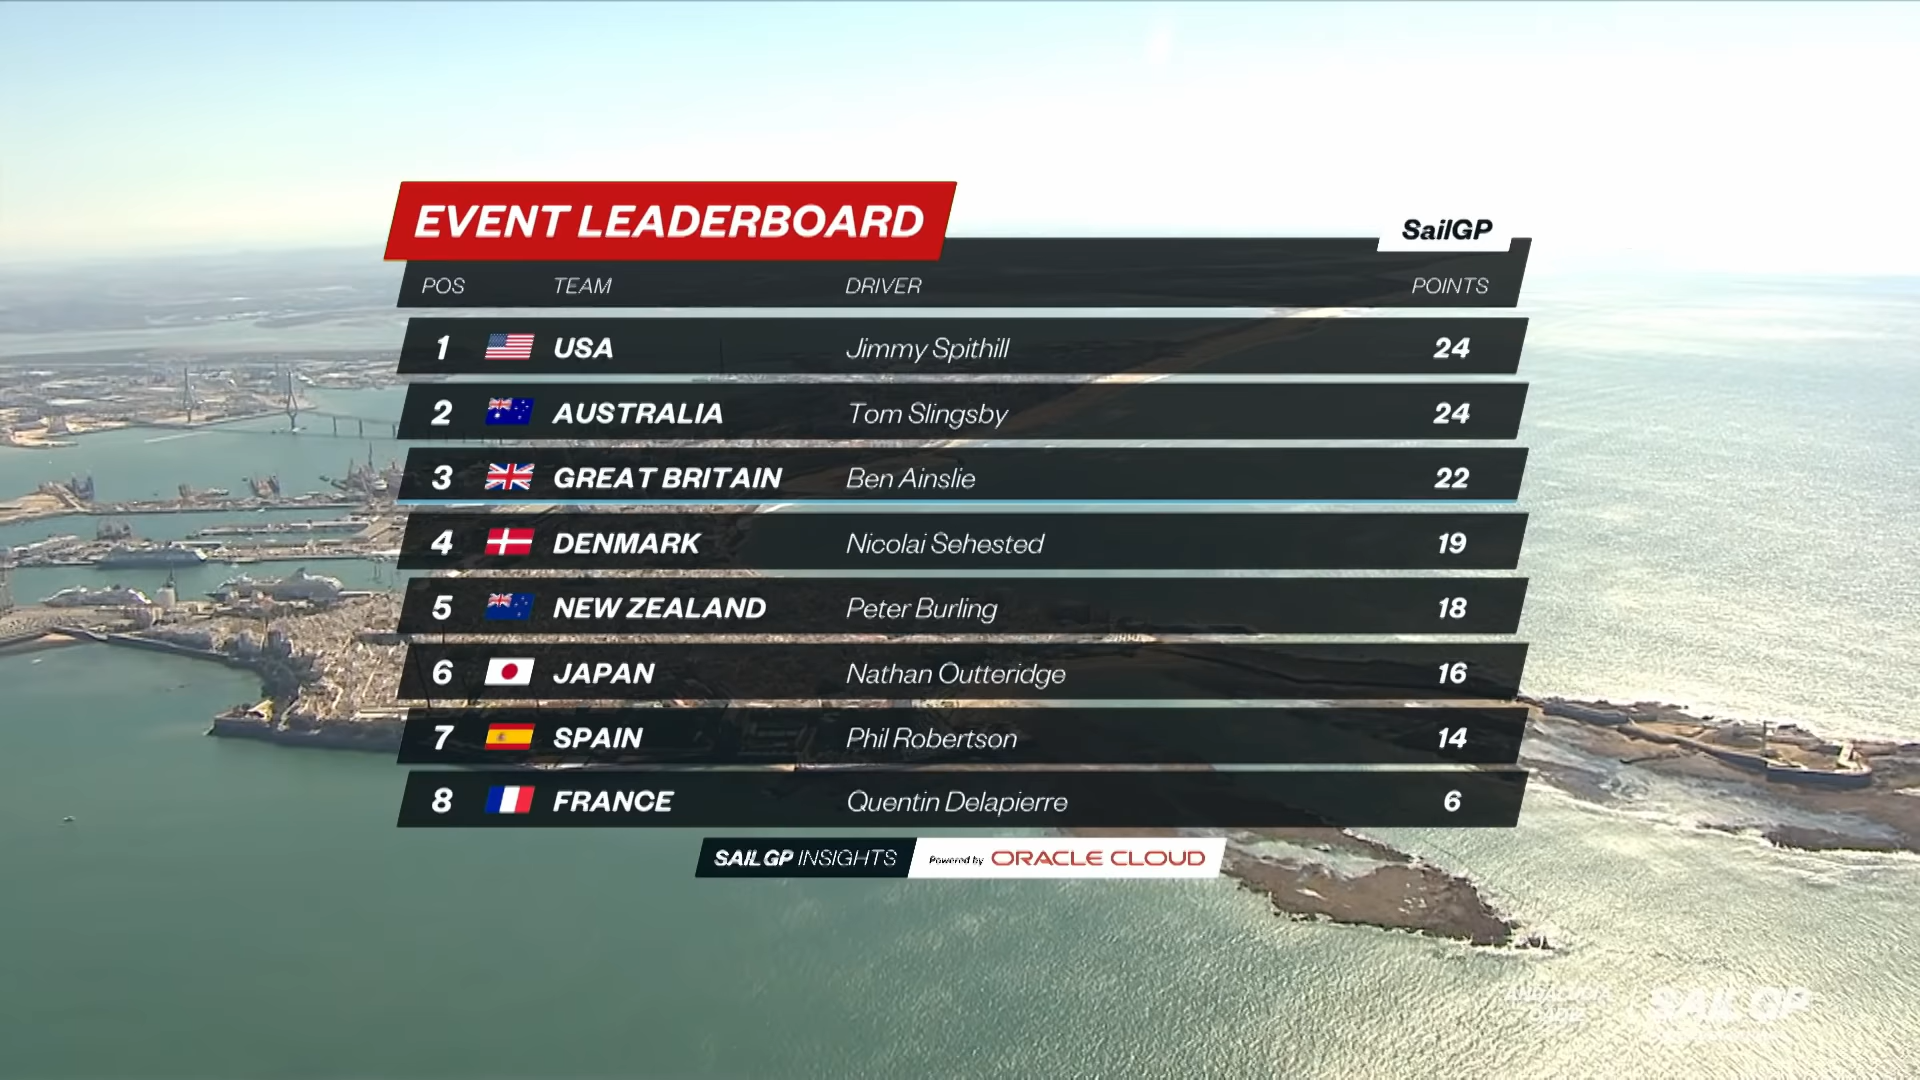 EVENT LEADERBOARD
SailGP
POS TEAM DRIVER POINTS
1 USA Jimmy Spithill 24
2 AUSTRALIA Tom Slingsby 24
3 GREAT BRITAIN Ben Ainslie 22
4 DENMARK Nicolai Sehested 19
5 NEW ZEALAND Peter Burling 18
6 JAPAN Nathan Outteridge 16
7 SPAIN Phil Robertson 14
8 FRANCE Quentin Delapierre 6
SAILGP INSIGHTS Powered by ORACLE CLOUD
SAILGP